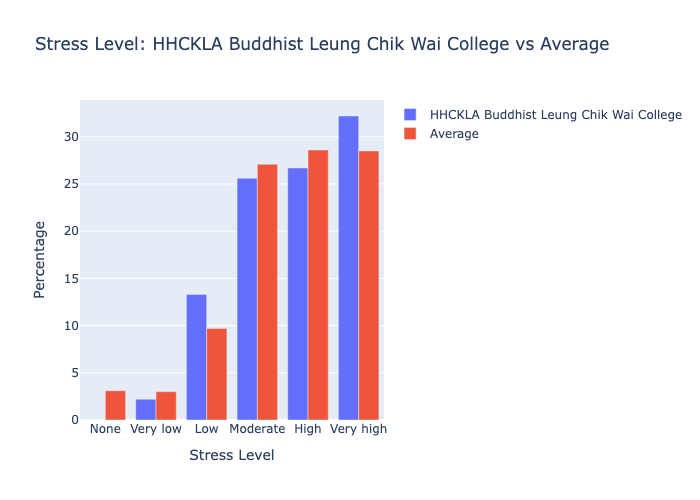 Stress Level: HHCKLA Buddhist Leung Chik Wai College vs Average
HHCKLA Buddhist Leung Chik Wai College
Average
Percentage
30
25
20
15
10
5
0
None Very low Low Moderate High Very high
Stress Level